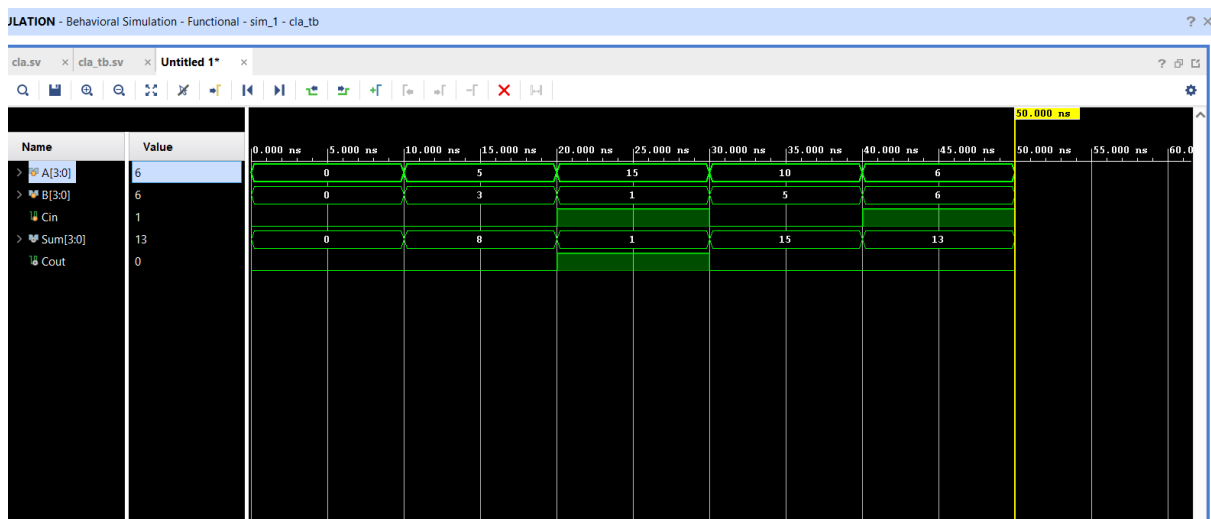 JLATION - Behavioral Simulation - Functional - sim_1 - cla_tb ? ×
cla.sv × cla_tb.sv × Untitled 1* × ?
50.000 ns
Name Value 0.000 ns 5.000 ns 10.000 ns 15.000 ns 20.000 ns 25.000 ns 30.000 ns 35.000 ns 40.000 ns 45.000 ns 50.000 ns 55.000 ns 60.0
> A[3:0] 6 0 5 15 10 6
> B[3:0] 6 0 3 1 5 6
Cin 1
> Sum[3:0] 13 0 8 1 15 13
Cout 0